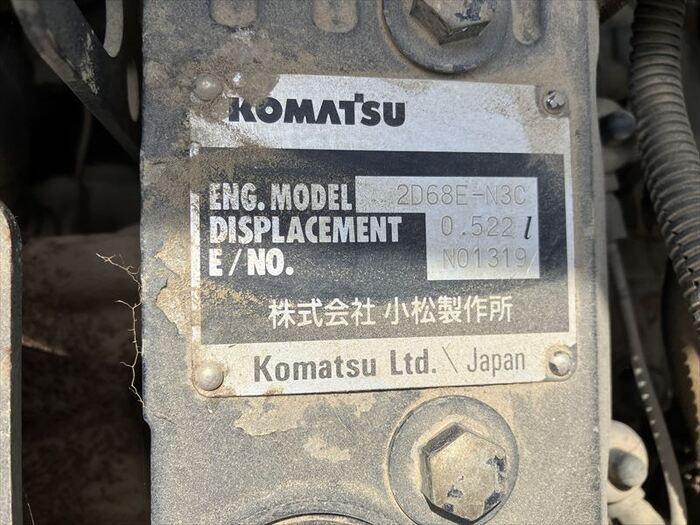 KOMATSU
ENG. MODEL 2D68E-N3C
DISPLACEMENT 0.522 l
E/NO. N01319
株式会社 小松製作所
Komatsu Ltd. \ Japan